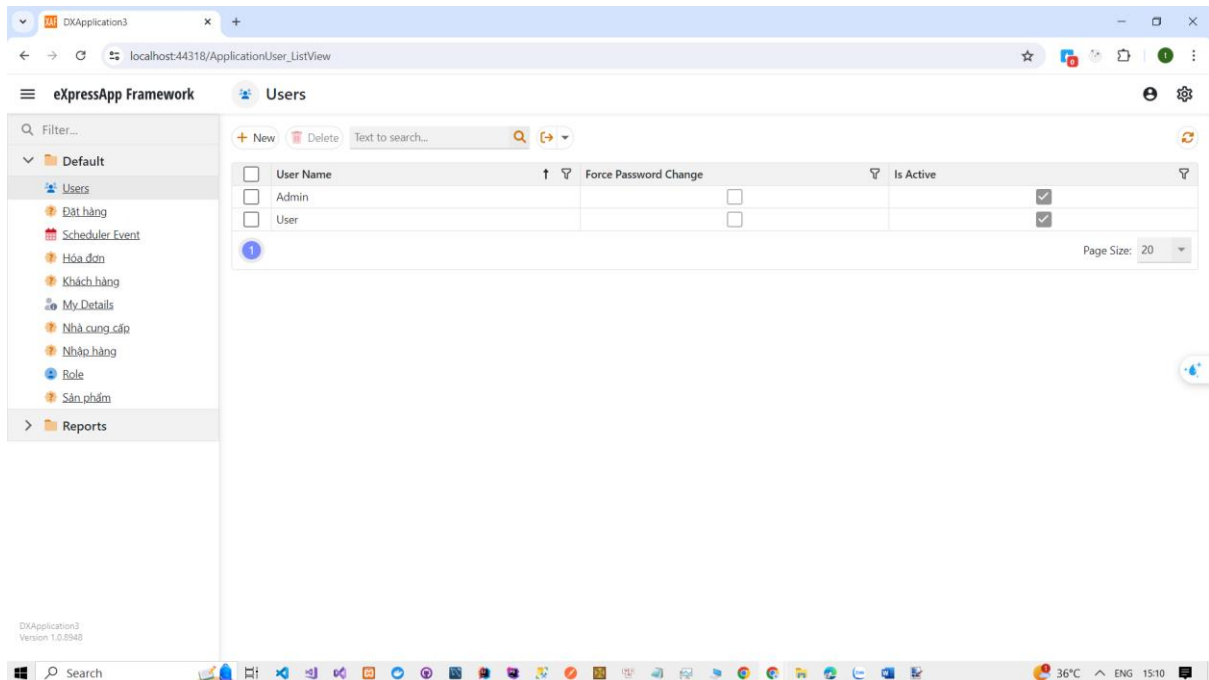 DXApplication3
localhost:44318/ApplicationUser_ListView
eXpressApp Framework
Users
Filter...
New Delete Text to search...
Default
Users
Đặt hàng
Scheduler Event
Hóa đơn
Khách hàng
My Details
Nhà cung cấp
Nhập hàng
Role
Sản phẩm
Reports
User Name Force Password Change Is Active
Admin
User
1 Page Size: 20
DXApplication3
Version 1.0.8948
Search 36°C ENG 15:10